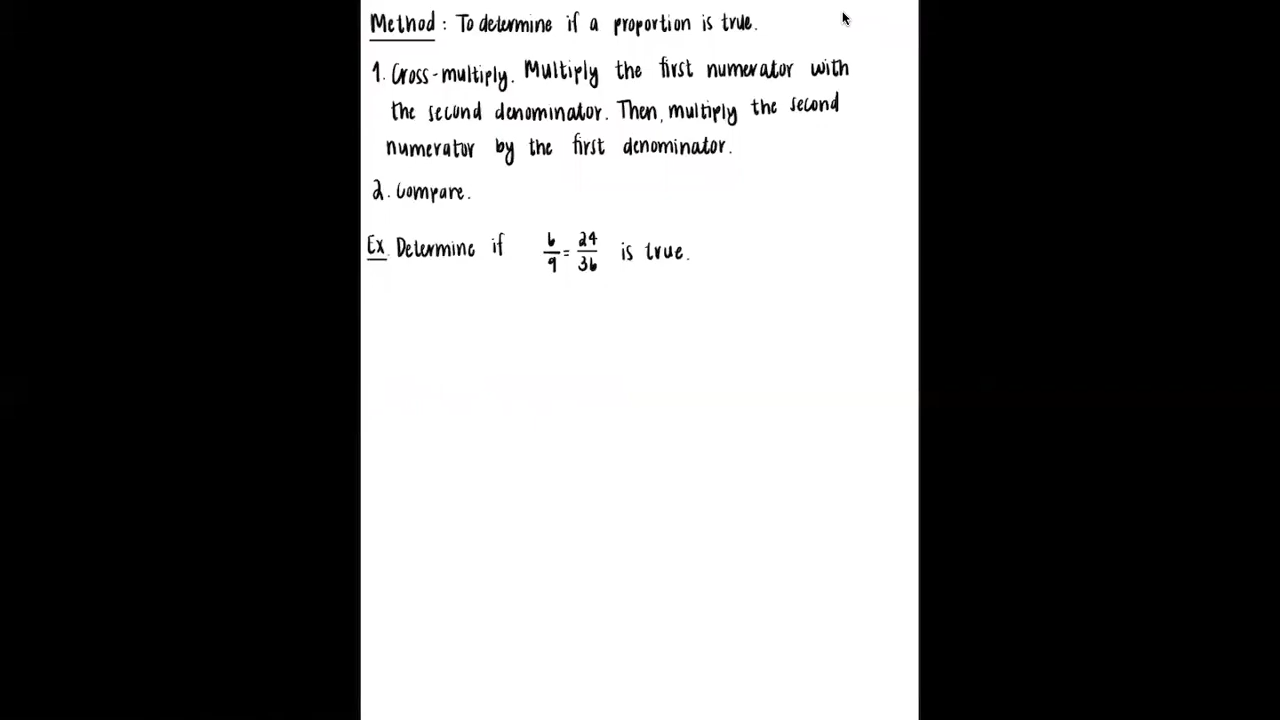 Method : To determine if a proportion is true.
1. Cross-multiply. Multiply the first numerator with
the second denominator. Then, multiply the second
numerator by the first denominator.
2. Compare.
Ex. Determine if 6/9 = 24/36 is true.